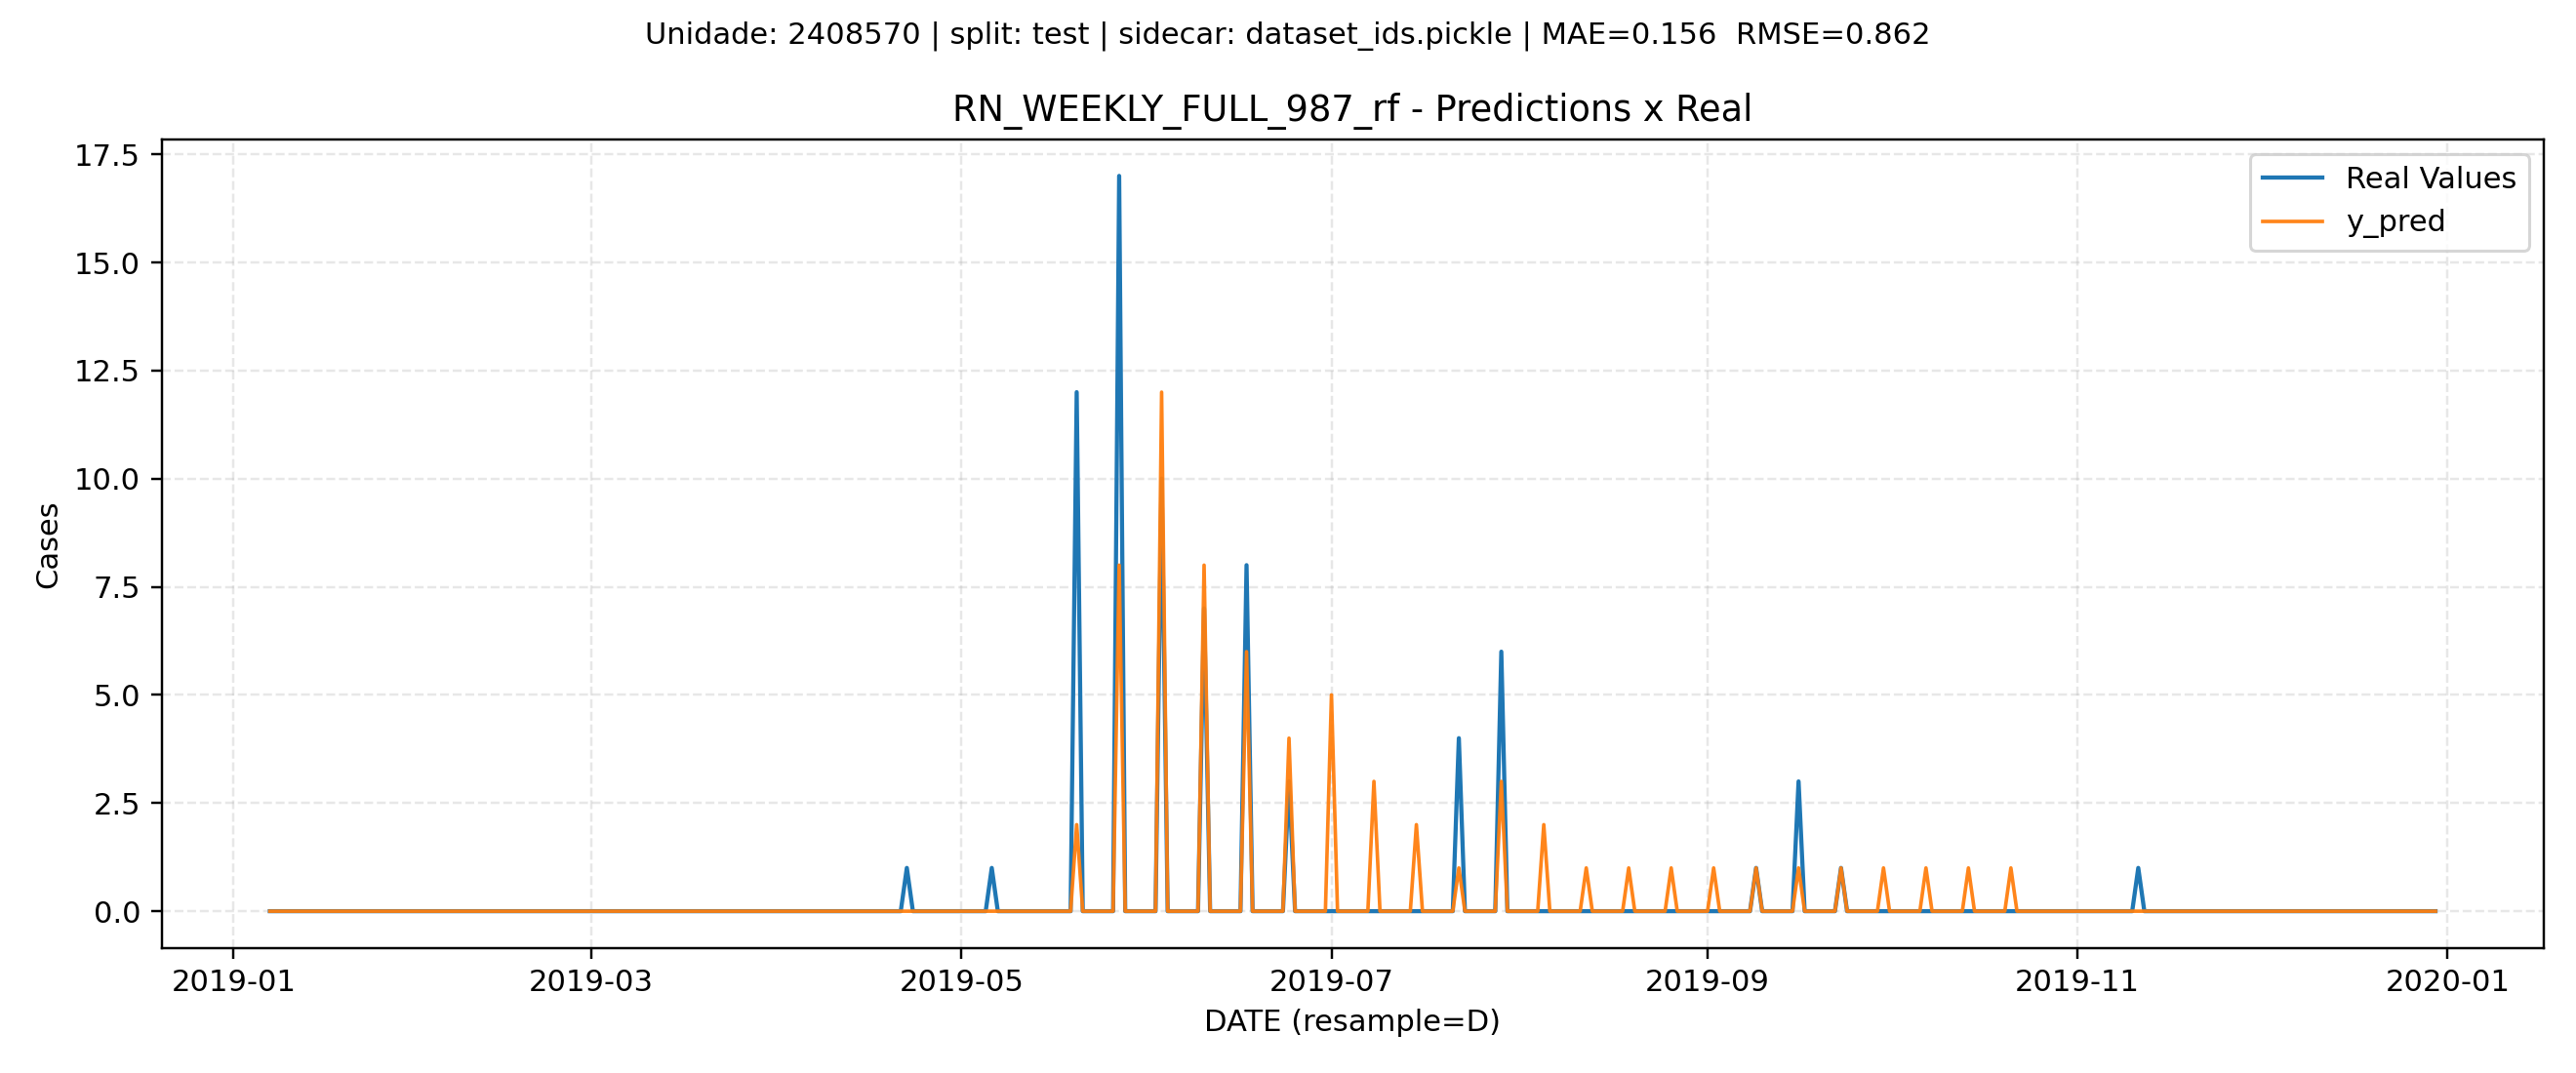 Unidade: 2408570 | split: test | sidecar: dataset_ids.pickle | MAE=0.156  RMSE=0.862
RN_WEEKLY_FULL_987_rf - Predictions x Real
17.5
15.0
12.5
10.0
7.5
5.0
2.5
0.0
Cases
Real Values
y_pred
2019-01
2019-03
2019-05
2019-07
2019-09
2019-11
2020-01
DATE (resample=D)